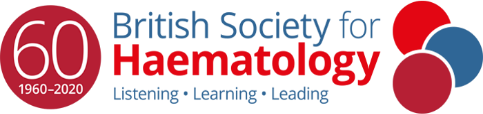 60
1960–2020
British Society for
Haematology
Listening • Learning • Leading